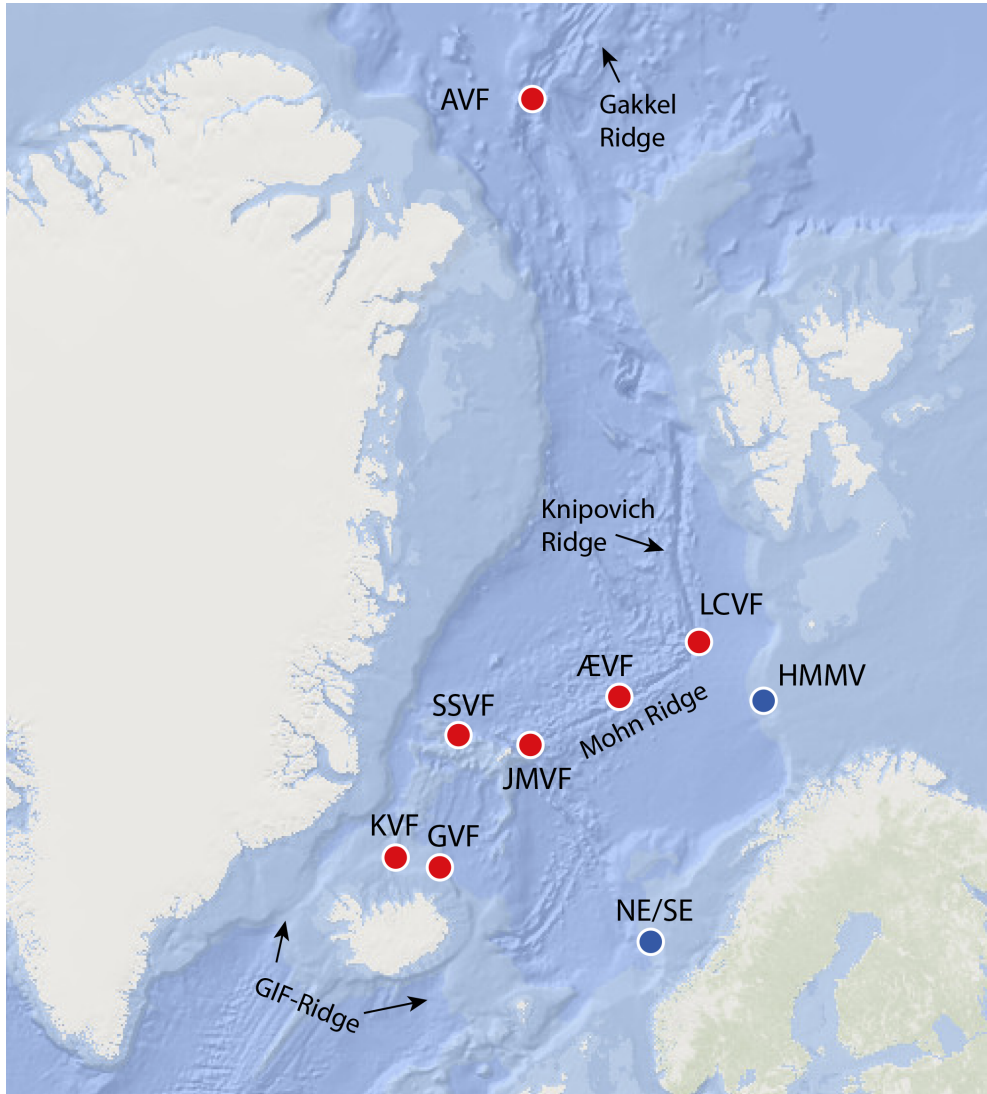 AVF
Gakkel
Ridge
Knipovich
Ridge
LCVF
ÆVF
HMMV
SSVF
Mohn Ridge
JMVF
KVF
GVF
NE/SE
GIF-Ridge